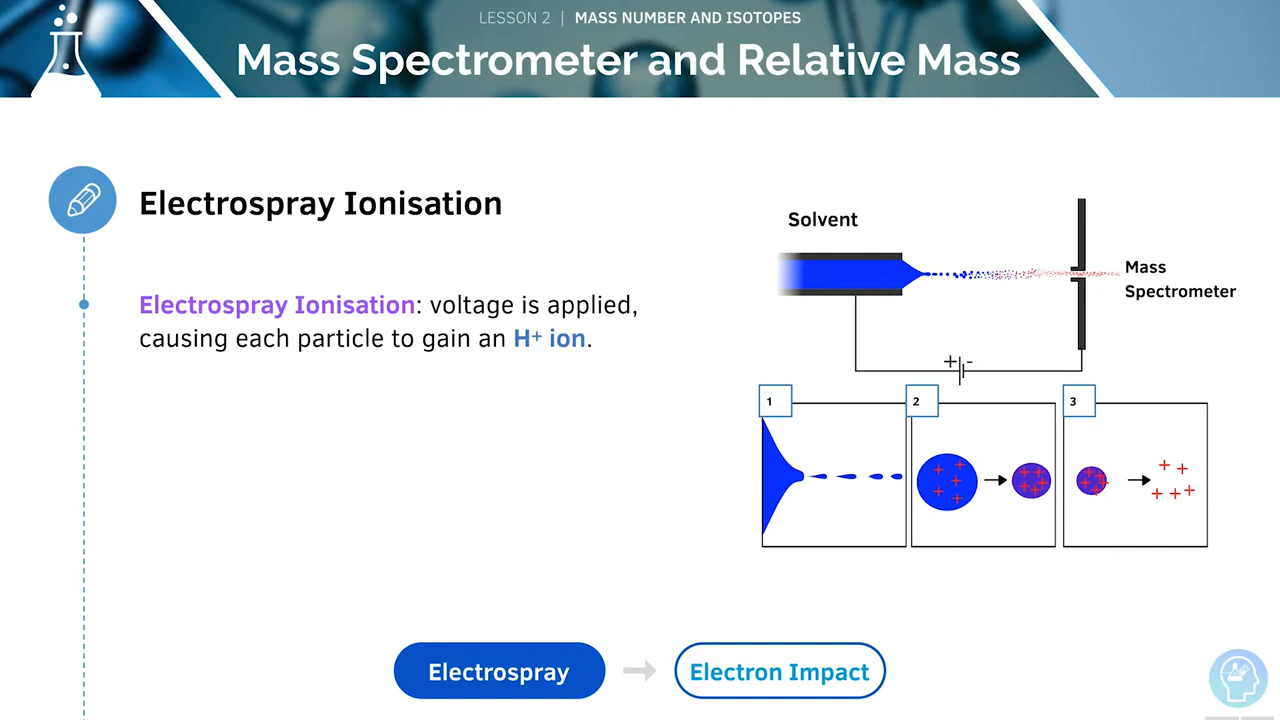 LESSON 2 | MASS NUMBER AND ISOTOPES
Mass Spectrometer and Relative Mass
Electrospray Ionisation
Electrospray Ionisation: voltage is applied,
causing each particle to gain an H⁺ ion.
Solvent
Mass
Spectrometer
+ -
1
2
3
Electrospray
Electron Impact